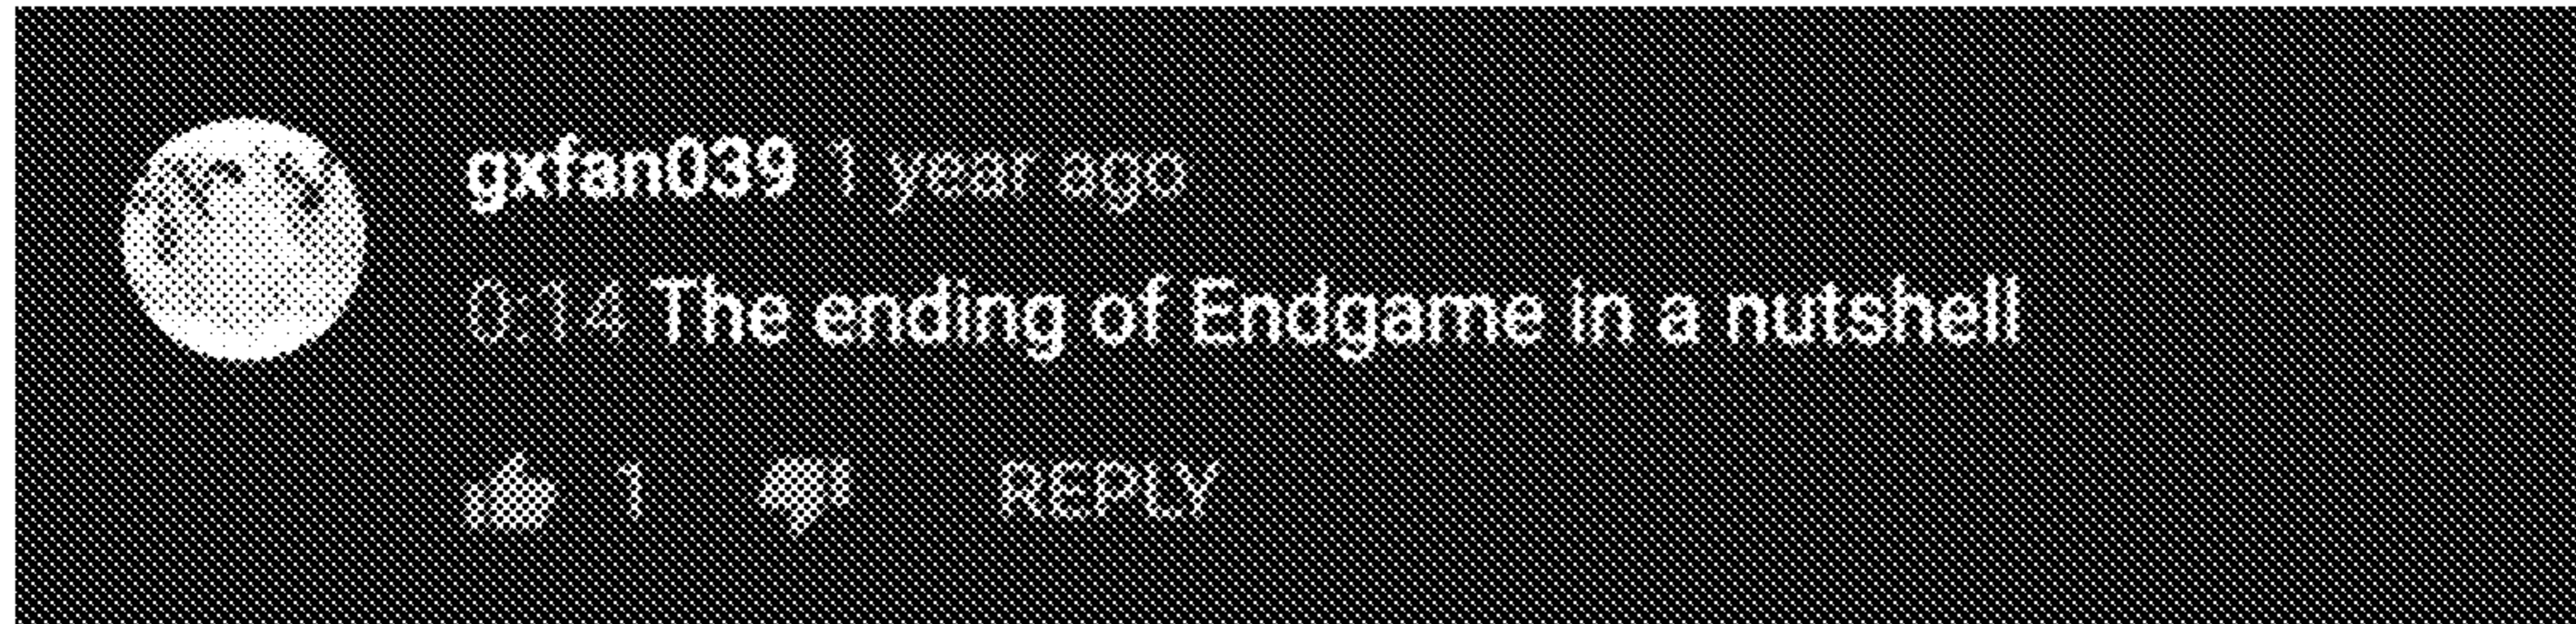 gxfan039 1 year ago
0:14 The ending of Endgame in a nutshell
1 REPLY